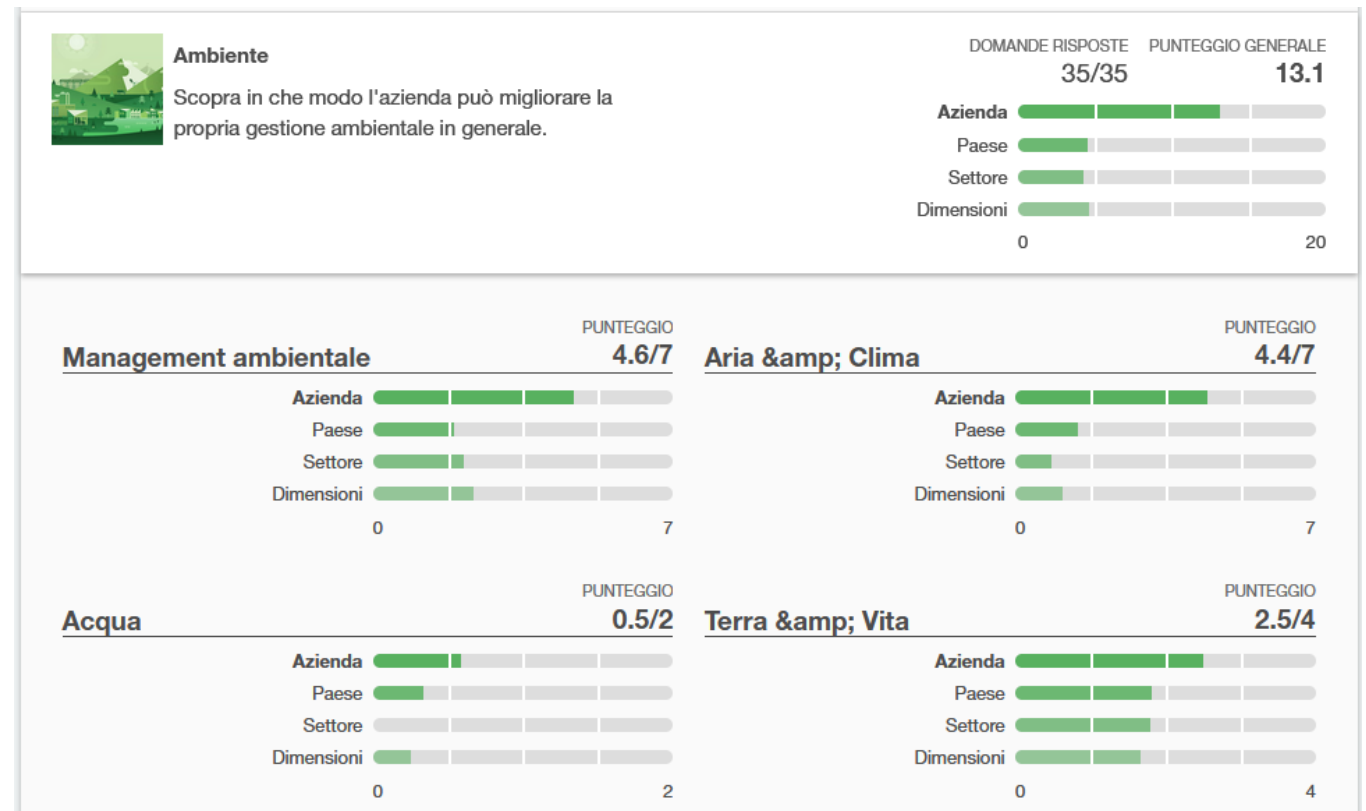 Ambiente
Scopra in che modo l'azienda può migliorare la
propria gestione ambientale in generale.
DOMANDE RISPOSTE PUNTEGGIO GENERALE
35/35 13.1
Azienda
Paese
Settore
Dimensioni
0 20
PUNTEGGIO
Management ambientale 4.6/7
Azienda
Paese
Settore
Dimensioni
0 7
PUNTEGGIO
Aria &amp; Clima 4.4/7
Azienda
Paese
Settore
Dimensioni
0 7
PUNTEGGIO
Acqua 0.5/2
Azienda
Paese
Settore
Dimensioni
0 2
PUNTEGGIO
Terra &amp; Vita 2.5/4
Azienda
Paese
Settore
Dimensioni
0 4